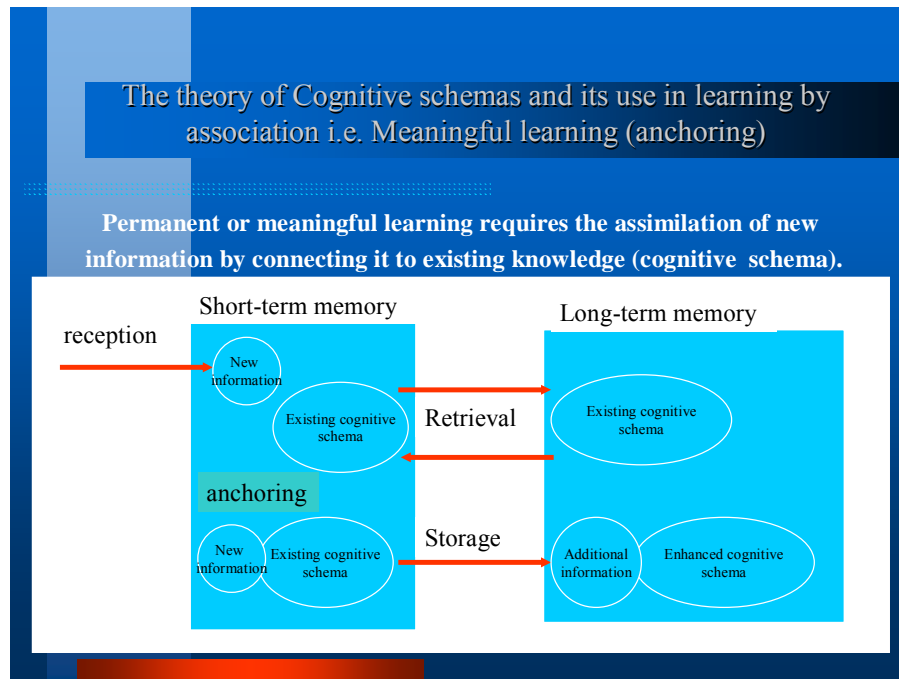 The theory of Cognitive schemas and its use in learning by
association i.e. Meaningful learning (anchoring)
Permanent or meaningful learning requires the assimilation of new
information by connecting it to existing knowledge (cognitive schema).
Short-term memory
Long-term memory
reception
New
information
Existing cognitive
schema
Retrieval
Existing cognitive
schema
anchoring
New
information
Existing cognitive
schema
Storage
Additional
information
Enhanced cognitive
schema